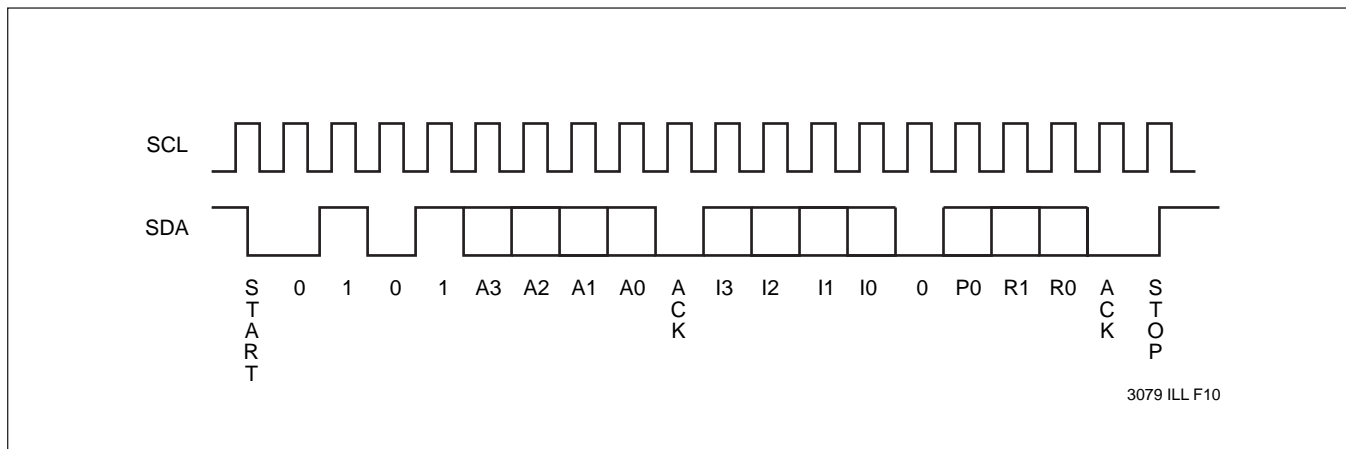 SCL
SDA
START 0 1 0 1 A3 A2 A1 A0 ACK I3 I2 I1 I0 0 P0 R1 R0 ACK STOP
3079 ILL F10